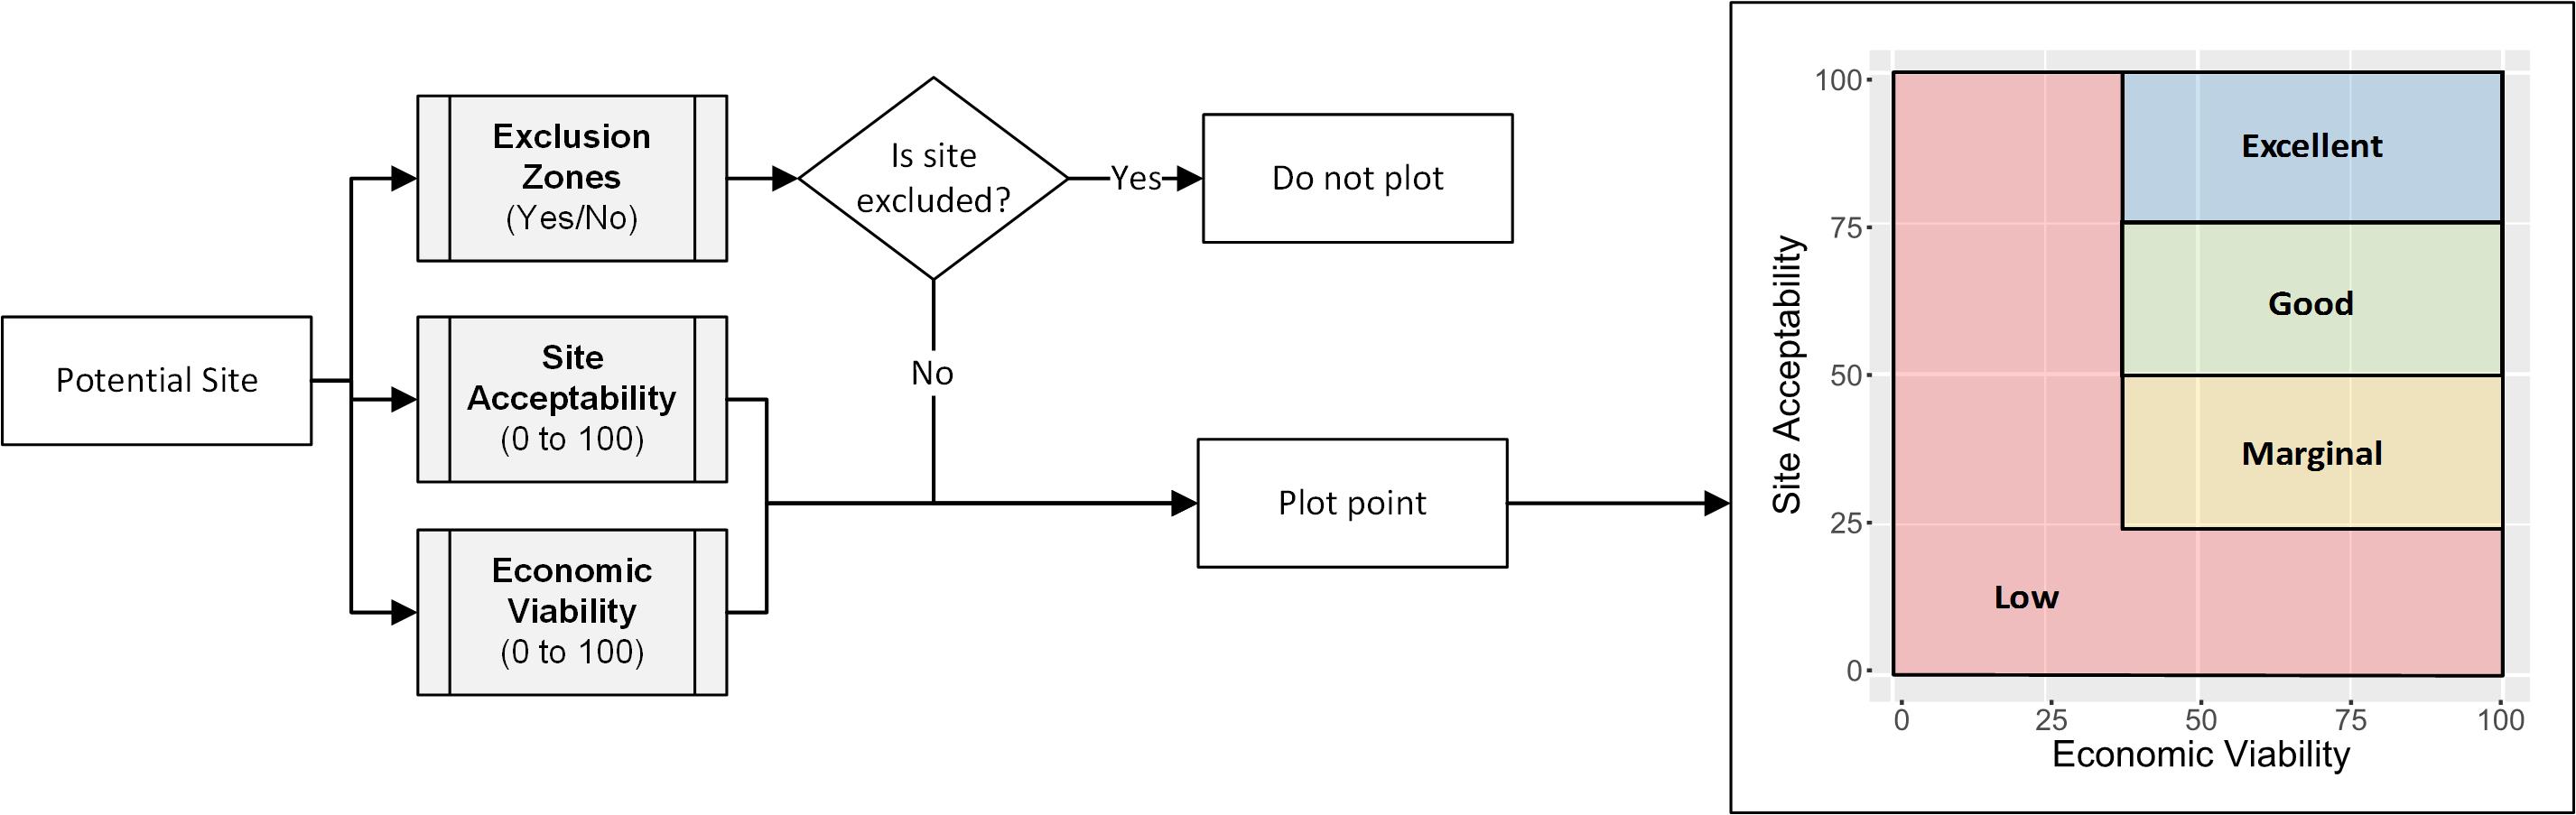 Potential Site
Exclusion
Zones
(Yes/No)
Site
Acceptability
(0 to 100)
Economic
Viability
(0 to 100)
Is site
excluded?
Yes
No
Do not plot
Plot point
Site Acceptability
100
75
50
25
0
Excellent
Good
Marginal
Low
0 25 50 75 100
Economic Viability